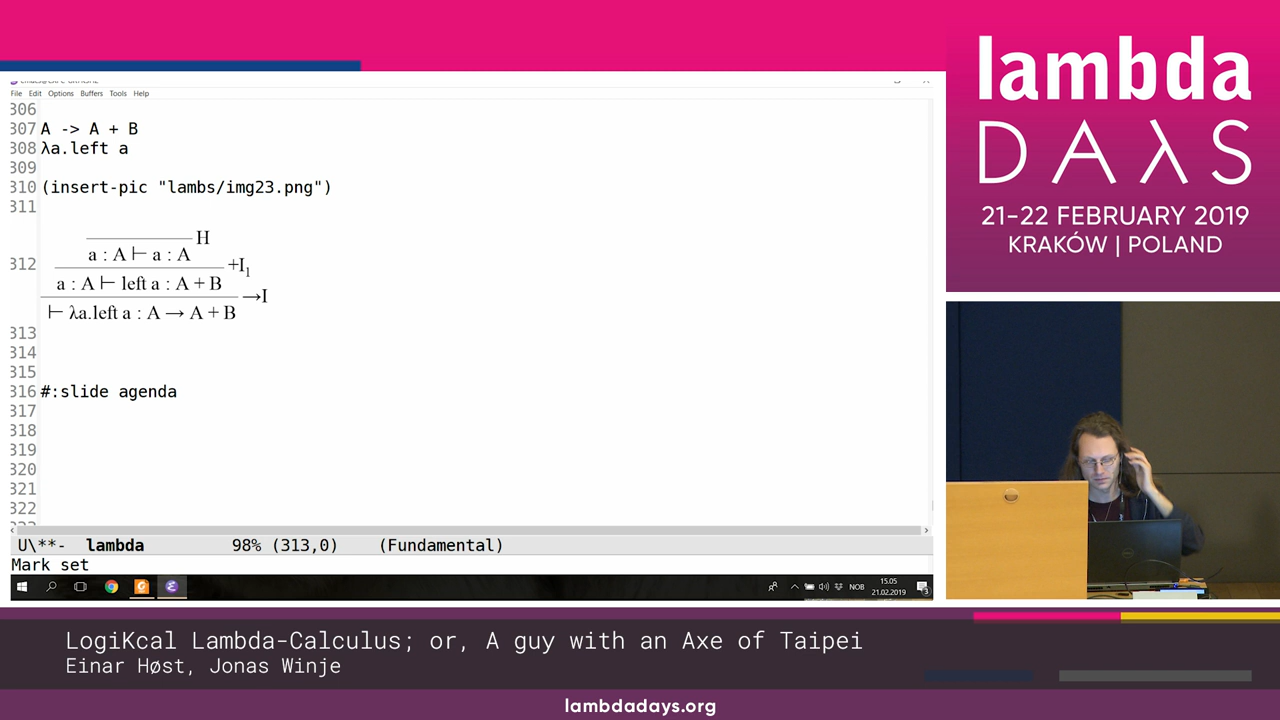 lambda
DAλS
21-22 FEBRUARY 2019
KRAKÓW | POLAND
File Edit Options Buffers Tools Help
306
307 A -> A + B
308 λa.left a
309
310 (insert-pic "lambs/img23.png")
311
H
a : A ⊢ a : A
312 +I₁
a : A ⊢ left a : A + B
→I
⊢ λa.left a : A → A + B
313
314
315
316 #:slide agenda
317
318
319
320
321
322
U\**- lambda 98% (313,0) (Fundamental)
Mark set
NOB
15.05
21.02.2019
LogiKcal Lambda-Calculus; or, A guy with an Axe of Taipei
Einar Høst, Jonas Winje
lambdadays.org